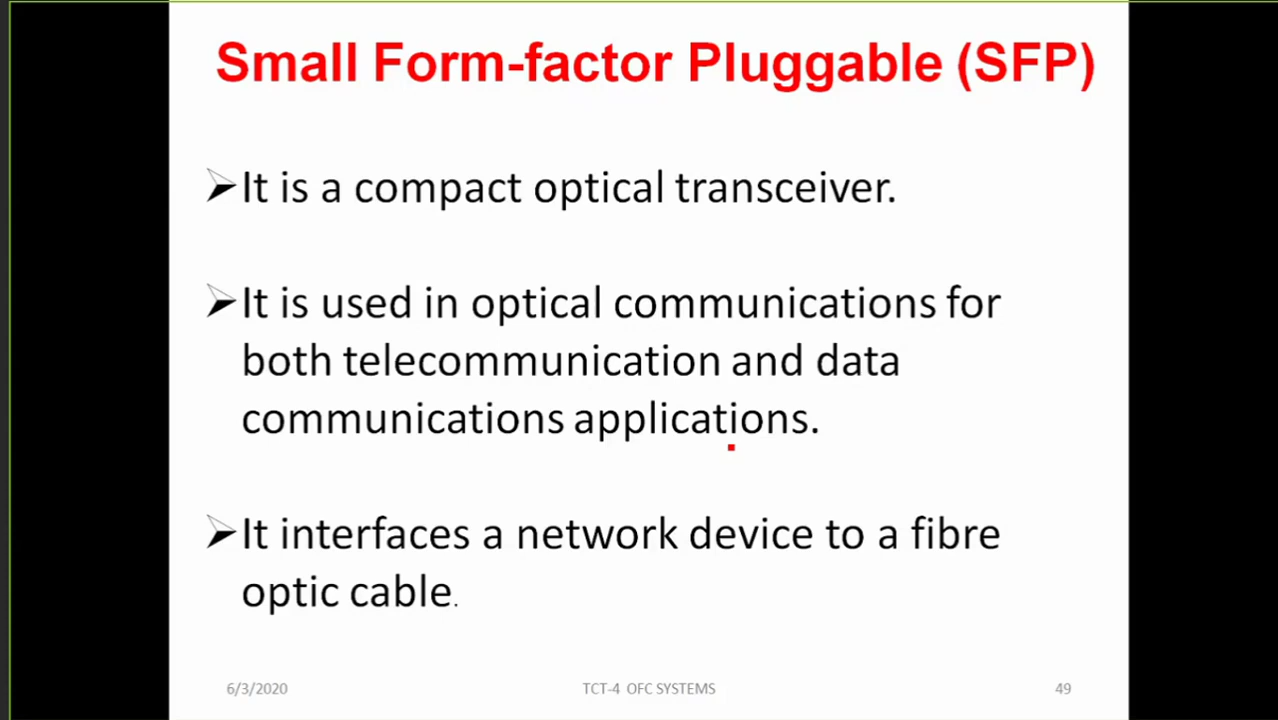 Small Form-factor Pluggable (SFP)
➢It is a compact optical transceiver.
➢It is used in optical communications for
both telecommunication and data
communications applications.
➢It interfaces a network device to a fibre
optic cable.
6/3/2020 TCT-4 OFC SYSTEMS 49